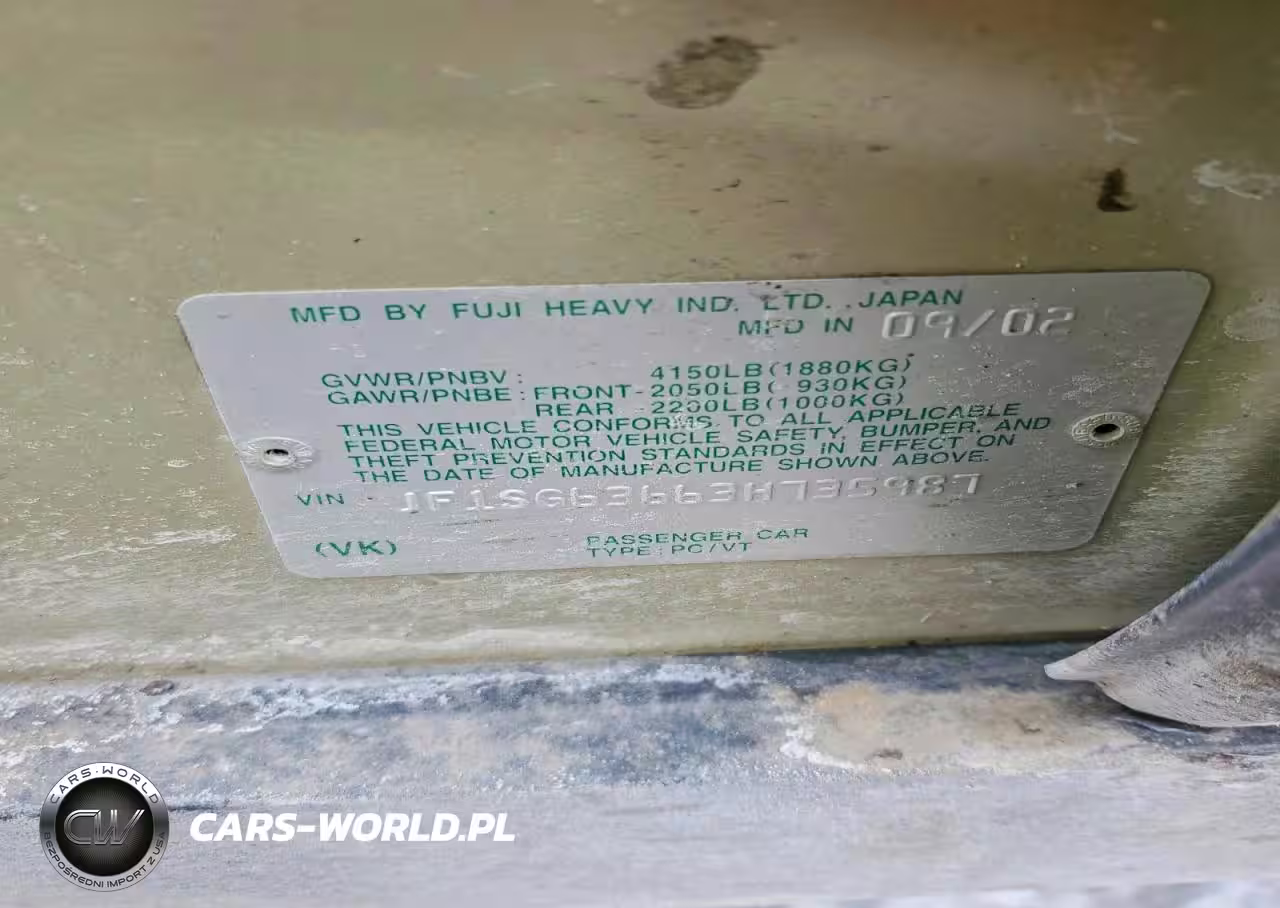 MFD BY FUJI HEAVY IND. LTD. ,JAPAN
MFD IN 09/02
GVWR/PNBV : 4150LB(1880KG)
GAWR/PNBE : FRONT-2050LB( 930KG)
REAR -2200LB(1000KG)
THIS VEHICLE CONFORMS TO ALL APPLICABLE
FEDERAL MOTOR VEHICLE SAFETY, BUMPER, AND
THEFT PREVENTION STANDARDS IN EFFECT ON
THE DATE OF MANUFACTURE SHOWN ABOVE.
VIN :
(VK)
PASSENGER CAR
TYPE:PC/VT
CARS-WORLD
CW
BEZPOŚREDNI IMPORT Z USA
CARS-WORLD.PL